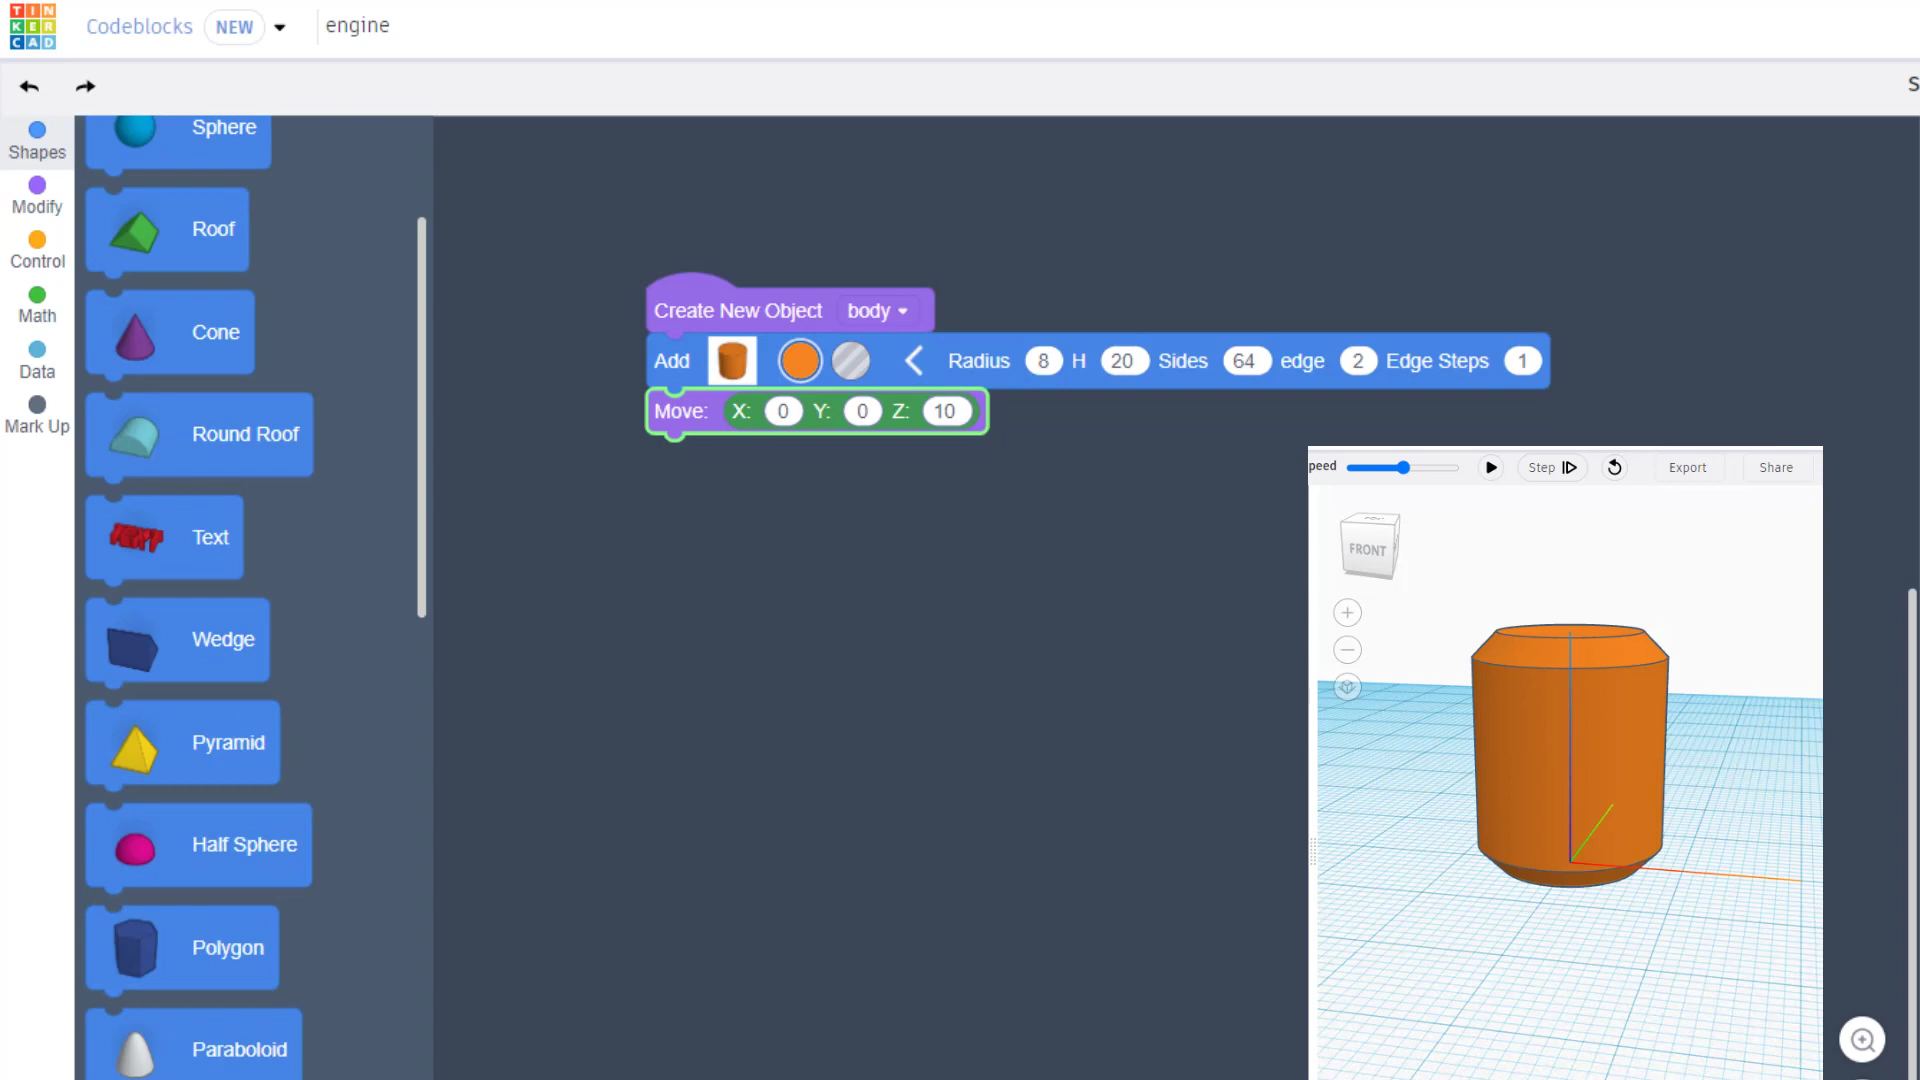 TIN
KER
CAD
Codeblocks NEW engine
S
Shapes
Modify
Control
Math
Data
Mark Up
Sphere
Roof
Cone
Round Roof
Text
Wedge
Pyramid
Half Sphere
Polygon
Paraboloid
Create New Object body
Add Radius 8 H 20 Sides 64 edge 2 Edge Steps 1
Move: X: 0 Y: 0 Z: 10
peed Step Export Share
FRONT